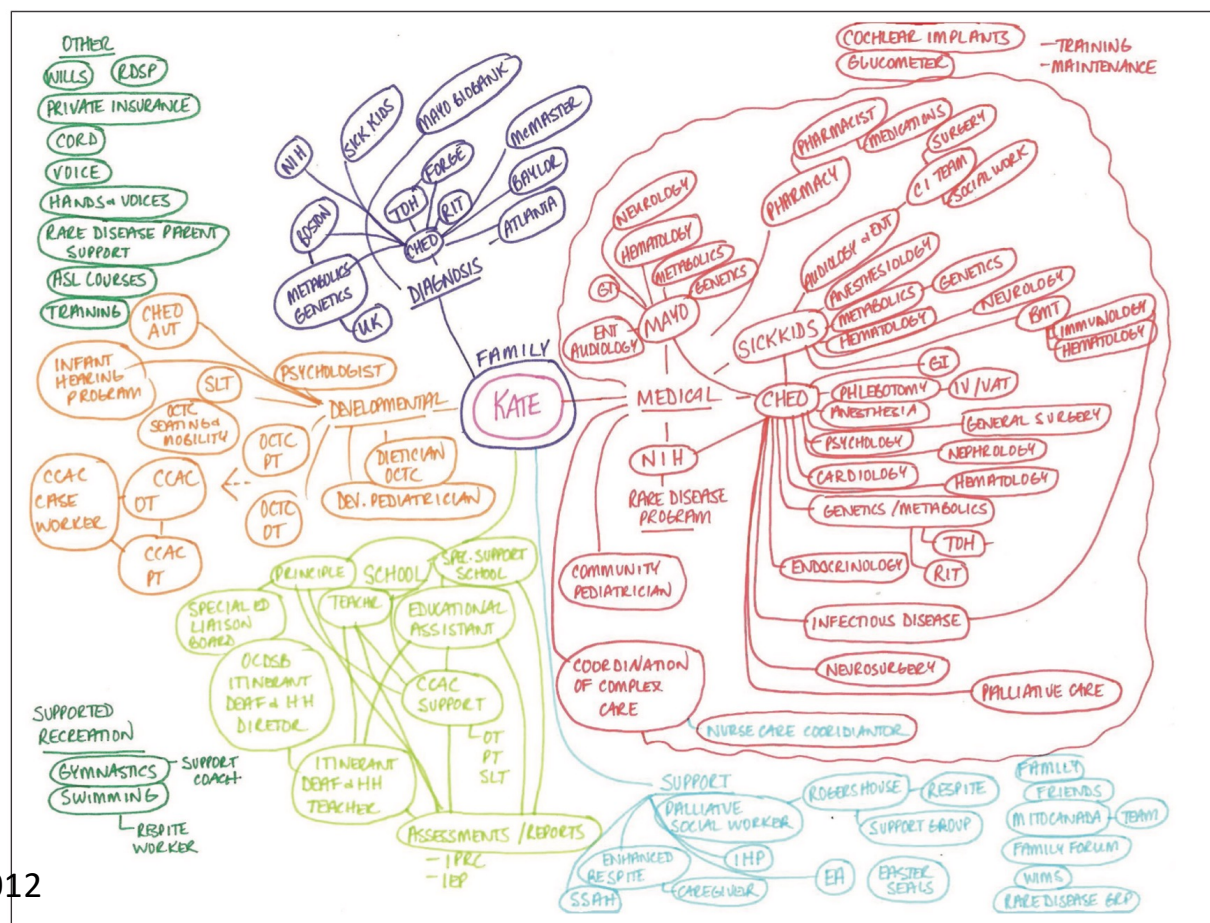 OTHER
WILLS
RDSP
PRIVATE INSURANCE
CORD
VOICE
HANDS & VOICES
RARE DISEASE PARENT
SUPPORT
ASL COURSES
TRAINING
NIH
SICK KIDS
MAYO BIOBANK
McMASTER
FORGE
TDH
RIT
BAYLOR
ATLANTA
BOSTON
CHEO
METABOLICS
GENETICS
UK
DIAGNOSIS
FAMILY
KATE
COCHLEAR IMPLANTS
GLUCOMETER
- TRAINING
- MAINTENANCE
PHARMACIST
MEDICATIONS
PHARMACY
SURGERY
CI TEAM
SOCIAL WORK
NEUROLOGY
HEMATOLOGY
METABOLICS
GENETICS
GI
MAYO
ENT
AUDIOLOGY
AUDIOLOGY & ENT
ANESTHESIOLOGY
METABOLICS
GENETICS
HEMATOLOGY
NEUROLOGY
BMT
IMMUNOLOGY
HEMATOLOGY
SICKKIDS
MEDICAL
CHEO
GI
PHLEBOTOMY
IV/VAT
ANESTHESIA
GENERAL SURGERY
PSYCHOLOGY
NEPHROLOGY
CARDIOLOGY
HEMATOLOGY
GENETICS/METABOLICS
TDH
RIT
ENDOCRINOLOGY
INFECTIOUS DISEASE
NEUROSURGERY
PALLIATIVE CARE
NIH
RARE DISEASE
PROGRAM
COMMUNITY
PEDIATRICIAN
COORDINATION
OF COMPLEX
CARE
NURSE CARE COORIDIANTOR
CHEO
AVT
INFANT
HEARING
PROGRAM
PSYCHOLOGIST
SLT
DEVELOPMENTAL
OCTC
SEATING &
MOBILITY
OCTC
PT
DIETICIAN
OCTC
DEV. PEDIATRICIAN
CCAC
CASE
WORKER
CCAC
OT
OCTC
OT
CCAC
PT
PRINCIPLE
SCHOOL
SPEC. SUPPORT
SCHOOL
TEACHR
SPECIAL ED
LIAISON
BOARD
EDUCATIONAL
ASSISTANT
OCDSB
ITINERANT
DEAF & HH
DIRETOR
CCAC
SUPPORT
OT
PT
SLT
ITINERANT
DEAF & HH
TEACHER
ASSESSMENTS/REPORTS
- IPRC
- IEP
SUPPORTED
RECREATION
GYMNASTICS
- SUPPORT
COACH
SWIMMING
RESPITE
WORKER
SUPPORT
PALLIATIVE
SOCIAL WORKER
ROGERS HOUSE
RESPITE
SUPPORT GROUP
ENHANCED
RESPITE
IHP
SSAH
CAREGIVER
EA
EASTER
SEALS
FAMILY
FRIENDS
MITOCANADA
TEAM
FAMILY FORUM
WIMS
RARE DISEASE GRP
012